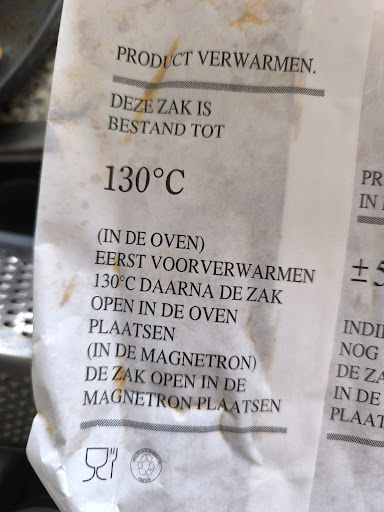 PRODUCT VERWARMEN.
DEZE ZAK IS
BESTAND TOT
130°C
(IN DE OVEN)
EERST VOORVERWARMEN
130°C DAARNA DE ZAK
OPEN IN DE OVEN
PLAATSEN
(IN DE MAGNETRON)
DE ZAK OPEN IN DE
MAGNETRON PLAATSEN
PR
IN
± 5
INDI
NOG
DE ZA
IN DE
PLAAT